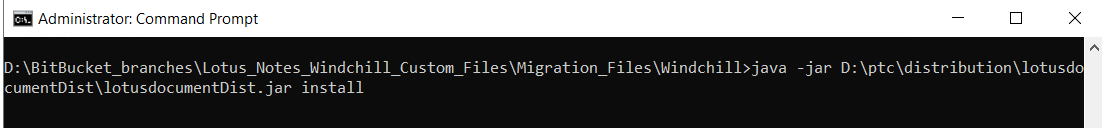 Administrator: Command Prompt
D:\BitBucket_branches\Lotus_Notes_Windchill_Custom_Files\Migration_Files\Windchill>java -jar D:\ptc\distribution\lotusdo
cumentDist\lotusdocumentDist.jar install